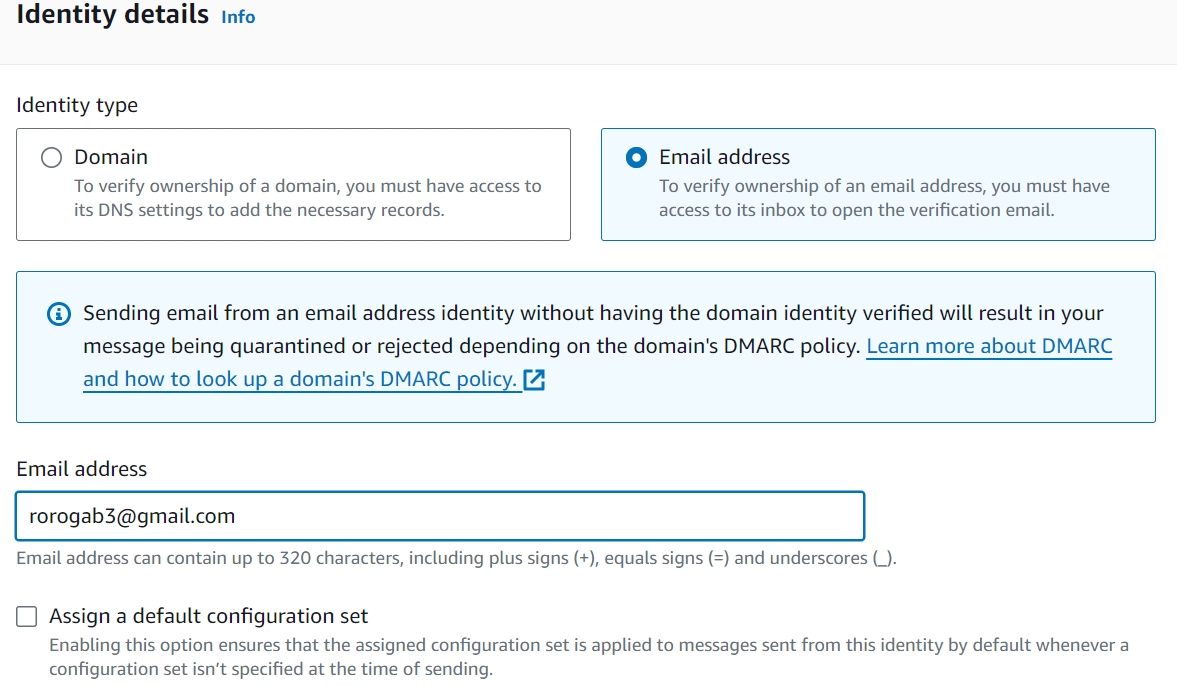 Identity details Info
Identity type
Domain
To verify ownership of a domain, you must have access to
its DNS settings to add the necessary records.
Email address
To verify ownership of an email address, you must have
access to its inbox to open the verification email.
Sending email from an email address identity without having the domain identity verified will result in your
message being quarantined or rejected depending on the domain's DMARC policy. Learn more about DMARC
and how to look up a domain's DMARC policy.
Email address
rorogab3@gmail.com
Email address can contain up to 320 characters, including plus signs (+), equals signs (=) and underscores (_).
Assign a default configuration set
Enabling this option ensures that the assigned configuration set is applied to messages sent from this identity by default whenever a
configuration set isn’t specified at the time of sending.